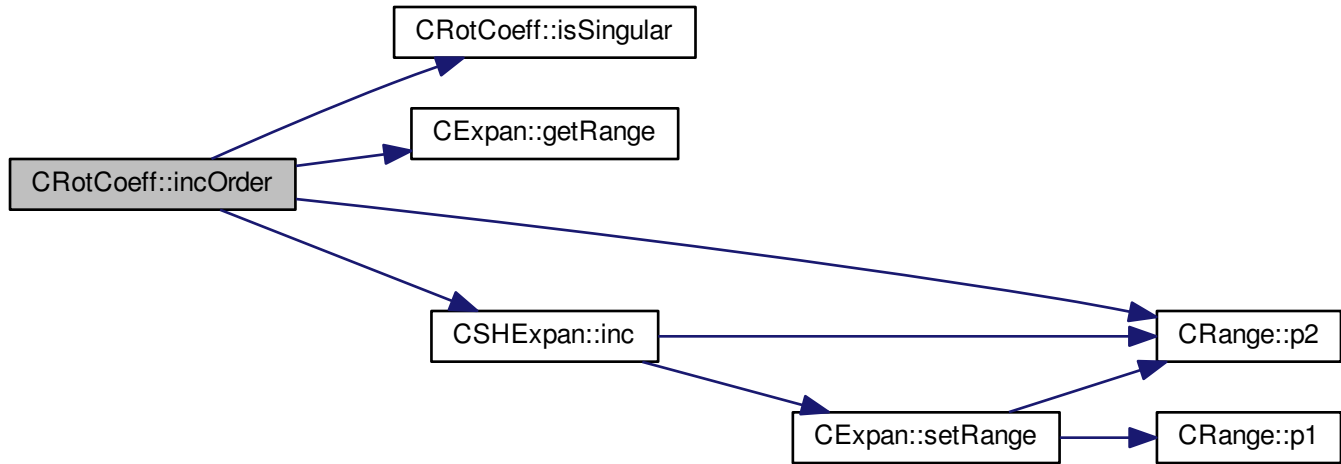 CRotCoeff::isSingular
CExpan::getRange
CRotCoeff::incOrder
CSHExpan::inc
CRange::p2
CExpan::setRange
CRange::p1